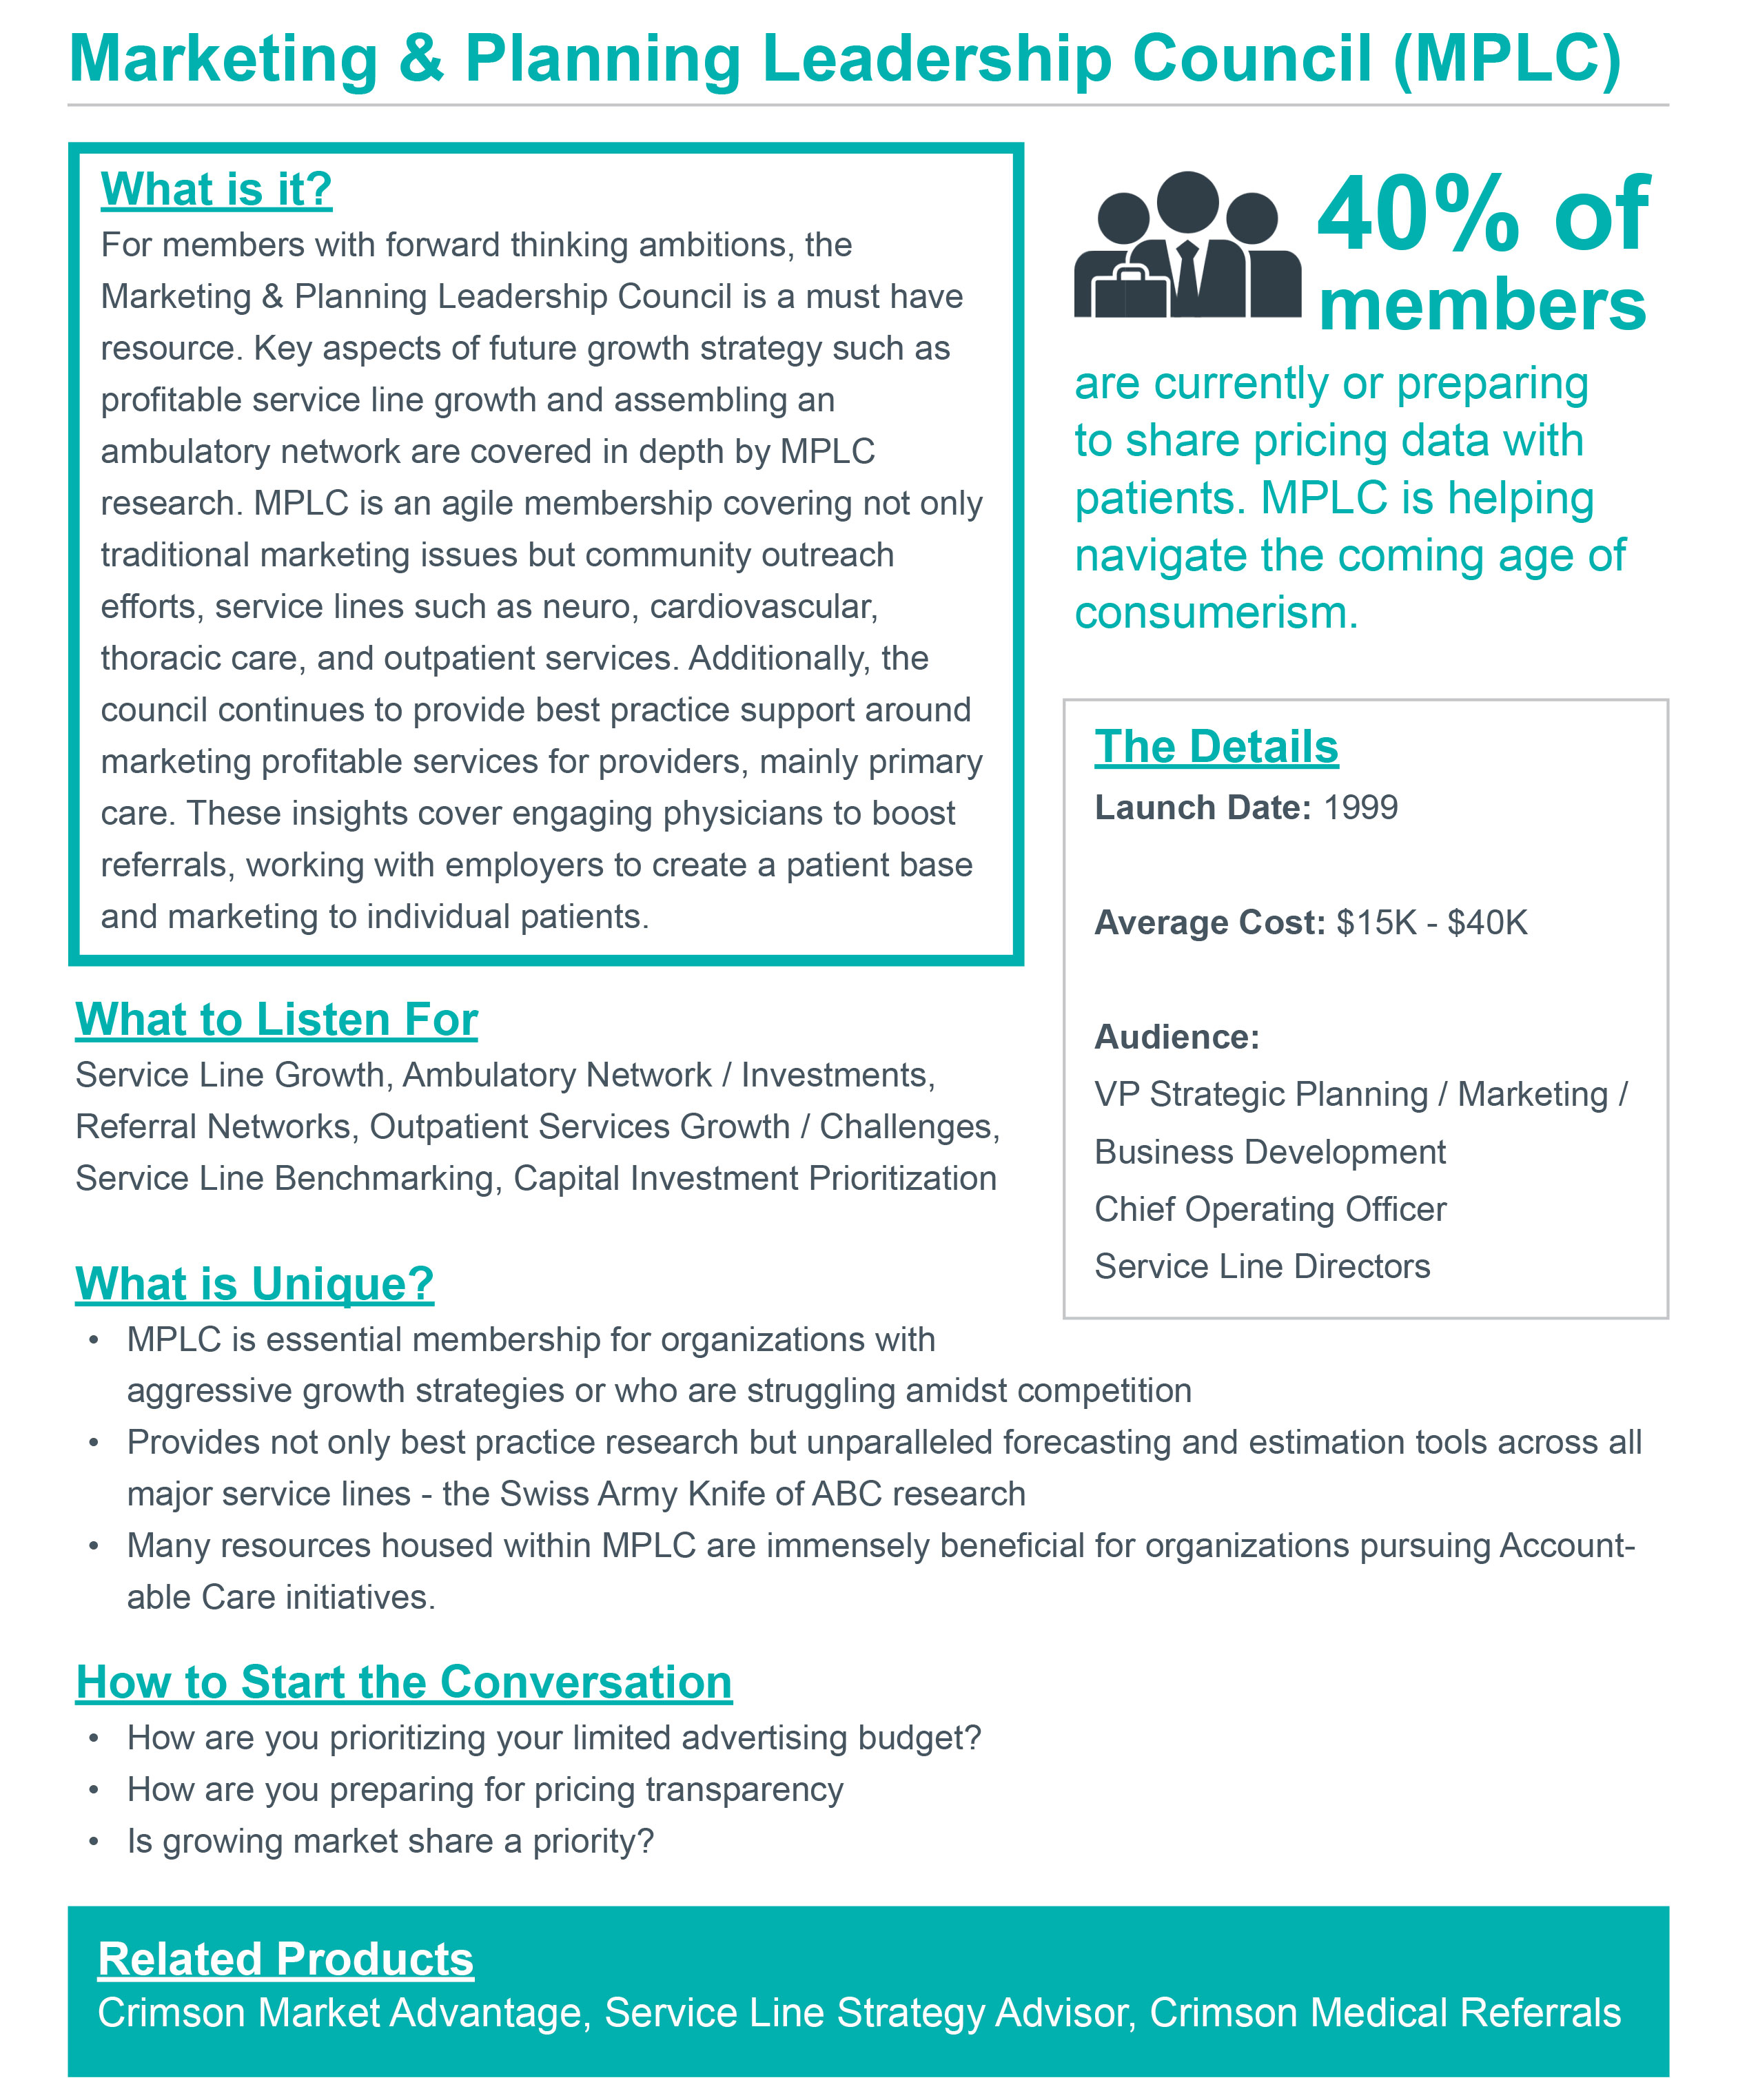 Marketing & Planning Leadership Council (MPLC)
What is it?
For members with forward thinking ambitions, the
Marketing & Planning Leadership Council is a must have
resource. Key aspects of future growth strategy such as
profitable service line growth and assembling an
ambulatory network are covered in depth by MPLC
research. MPLC is an agile membership covering not only
traditional marketing issues but community outreach
efforts, service lines such as neuro, cardiovascular,
thoracic care, and outpatient services. Additionally, the
council continues to provide best practice support around
marketing profitable services for providers, mainly primary
care. These insights cover engaging physicians to boost
referrals, working with employers to create a patient base
and marketing to individual patients.
40% of
members
are currently or preparing
to share pricing data with
patients. MPLC is helping
navigate the coming age of
consumerism.
The Details
Launch Date: 1999
Average Cost: $15K - $40K
Audience:
VP Strategic Planning / Marketing /
Business Development
Chief Operating Officer
Service Line Directors
What to Listen For
Service Line Growth, Ambulatory Network / Investments,
Referral Networks, Outpatient Services Growth / Challenges,
Service Line Benchmarking, Capital Investment Prioritization
What is Unique?
• MPLC is essential membership for organizations with
aggressive growth strategies or who are struggling amidst competition
• Provides not only best practice research but unparalleled forecasting and estimation tools across all
major service lines - the Swiss Army Knife of ABC research
• Many resources housed within MPLC are immensely beneficial for organizations pursuing Account-
able Care initiatives.
How to Start the Conversation
• How are you prioritizing your limited advertising budget?
• How are you preparing for pricing transparency
• Is growing market share a priority?
Related Products
Crimson Market Advantage, Service Line Strategy Advisor, Crimson Medical Referrals